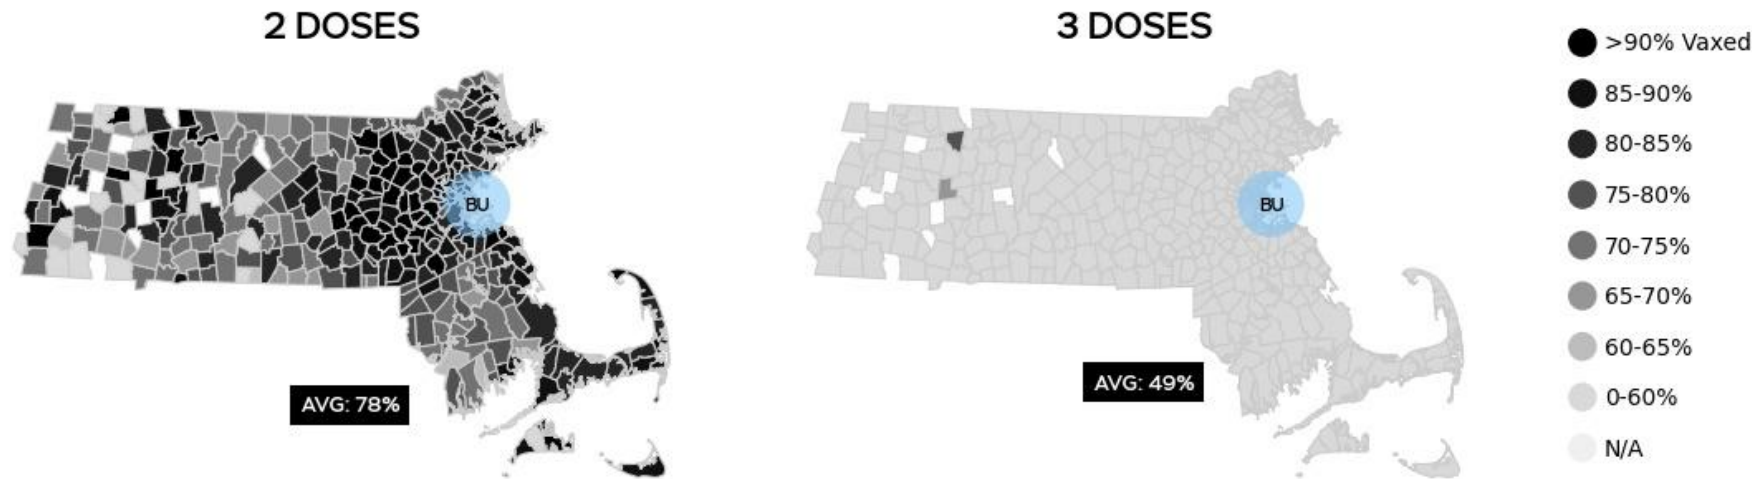 2 DOSES
3 DOSES
BU
AVG: 78%
BU
AVG: 49%
>90% Vaxed
85-90%
80-85%
75-80%
70-75%
65-70%
60-65%
0-60%
N/A